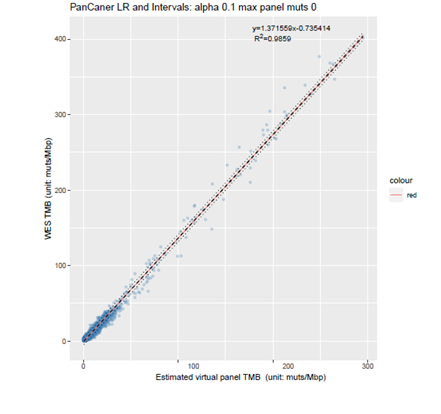 PanCaner LR and Intervals: alpha 0.1 max panel muts 0
y=1.371559x-0.735414
R2=0.9859
400
300
200
100
0
WES TMB (unit: muts/Mbp)
0 100 200 300
Estimated virtual panel TMB (unit: muts/Mbp)
colour
red